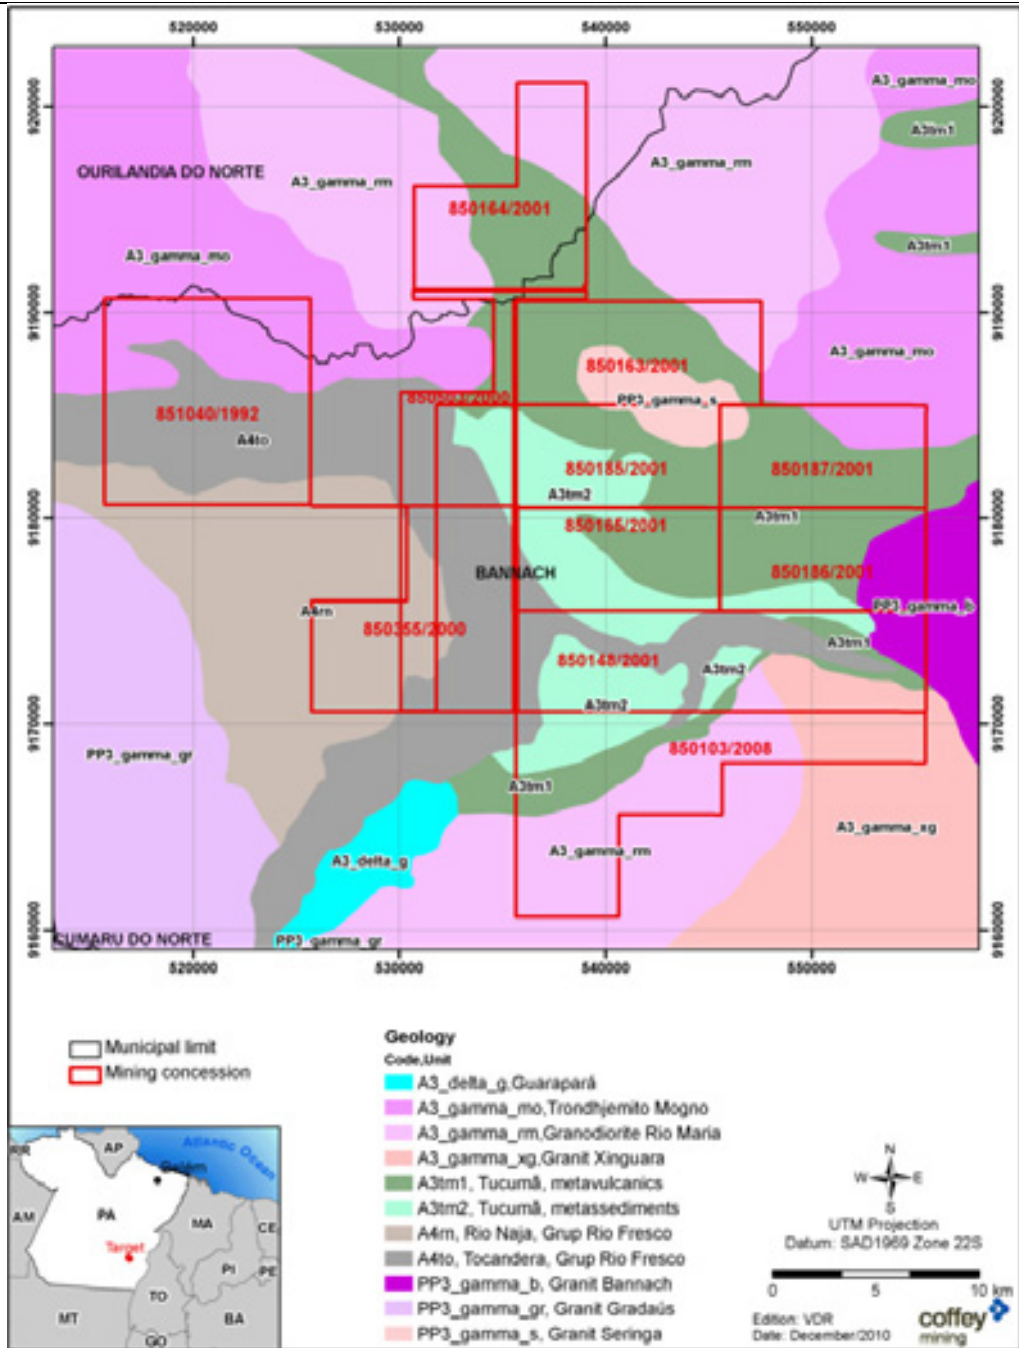 520000 530000 540000 550000
9200000 9200000
A3_gamma_mo
A3tm1
OURILANDIA DO NORTE
A3_gamma_rm
A3_gamma_rm
850164/2001
A3_gamma_mo
A3tm1
9190000 9190000
A3_gamma_mo
850163/2001
PP3_gamma_s
851040/1992
A4to
850185/2001
850187/2001
A3tm2
9180000 9180000
850165/2001
A3tm1
BANNACH
850186/2001
A4rn
PP3_gamma_b
850355/2000
A3tm1
850148/2001
A3tm2
A3tm2
9170000 9170000
PP3_gamma_gr
850103/2008
A3tm1
A3_gamma_xg
A3_delta_g
A3_gamma_rm
9160000 9160000
CUMARU DO NORTE
PP3_gamma_gr
520000 530000 540000 550000
Municipal limit
Mining concession
Geology
Code,Unit
A3_delta_g,Guarapará
A3_gamma_mo,Trondhjemito Mogno
A3_gamma_rm,Granodiorite Rio Maria
A3_gamma_xg,Granit Xinguara
A3tm1, Tucumã, metavulcanics
A3tm2, Tucumã, metassediments
A4rn, Rio Naja, Grup Rio Fresco
A4to, Tocandera, Grup Rio Fresco
PP3_gamma_b, Granit Bannach
PP3_gamma_gr, Granit Gradaús
PP3_gamma_s, Granit Seringa
RR
AP
Atlantic Ocean
Belém
AM
PA
MA
CE
Target
PI
PE
TO
MT
BA
GO
N
W E
S
UTM Projection
Datum: SAD1969 Zone 22S
0 5 10 km
Edition: VDR
Date: December/2010
coffey
mining